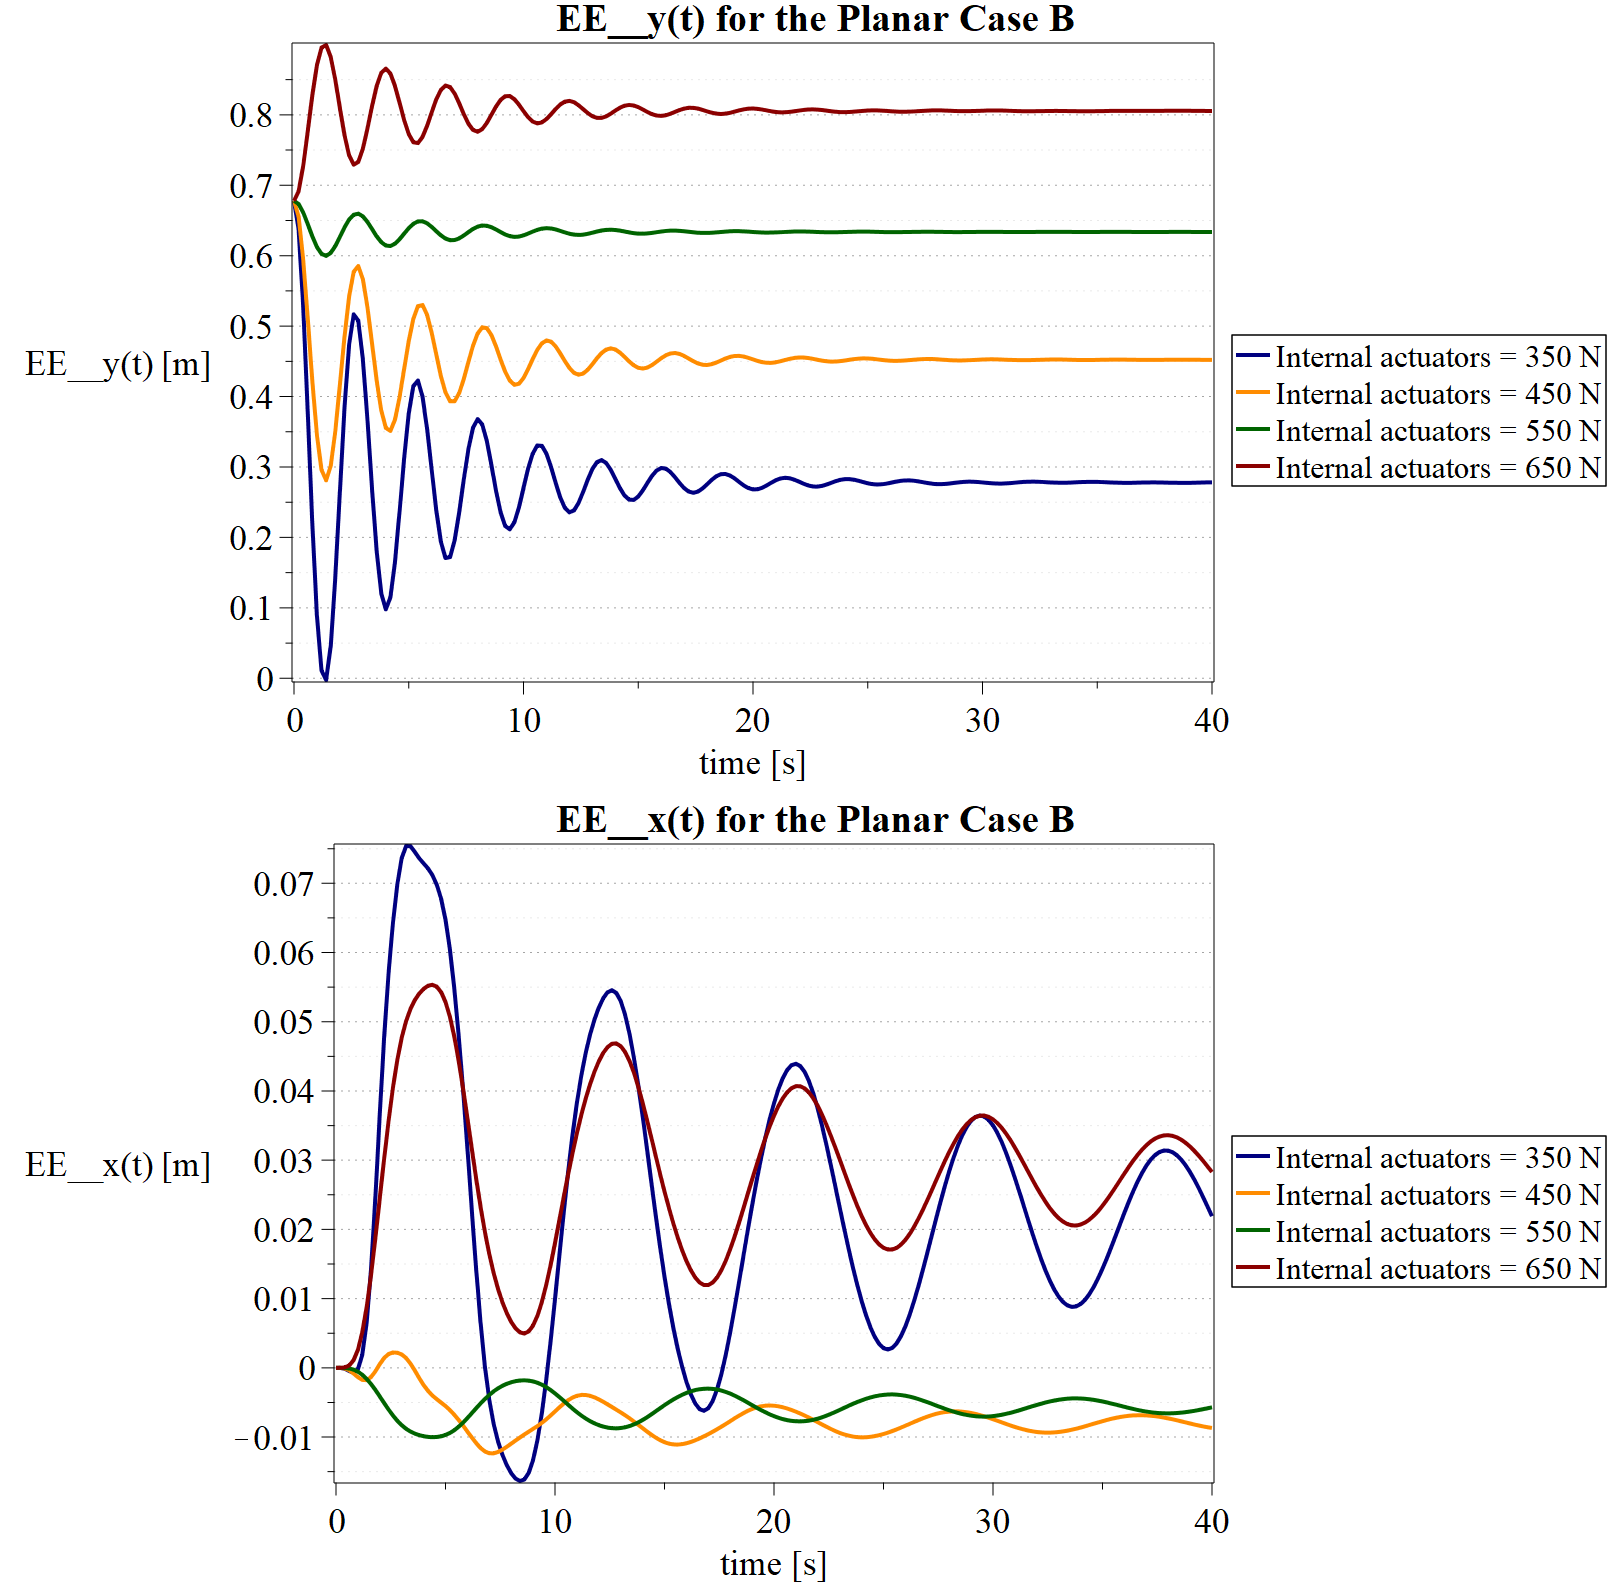 EE__y(t) for the Planar Case B
0.8
0.7
0.6
0.5
0.4
0.3
0.2
0.1
0
EE__y(t) [m]
0 10 20 30 40
time [s]
Internal actuators = 350 N
Internal actuators = 450 N
Internal actuators = 550 N
Internal actuators = 650 N
EE__x(t) for the Planar Case B
0.07
0.06
0.05
0.04
0.03
0.02
0.01
0
−0.01
EE__x(t) [m]
0 10 20 30 40
time [s]
Internal actuators = 350 N
Internal actuators = 450 N
Internal actuators = 550 N
Internal actuators = 650 N